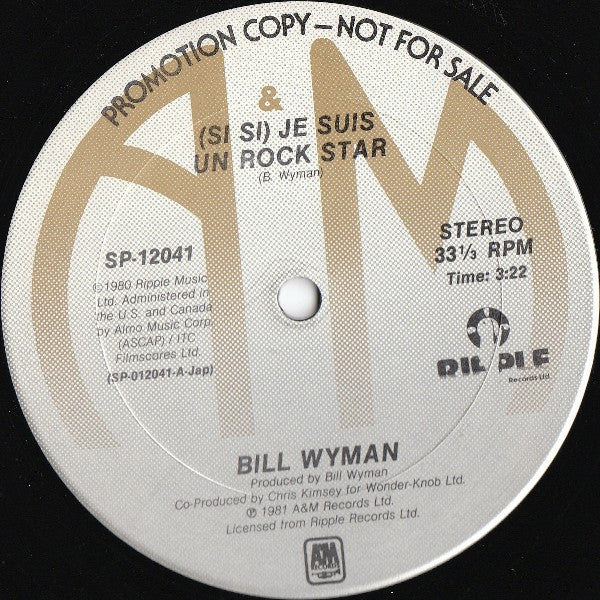 PROMOTION COPY — NOT FOR SALE
&
(SI SI) JE SUIS
UN ROCK STAR
(B. Wyman)
SP-12041
℗1980 Ripple Music
Ltd. Administered in
the U.S. and Canada
by Almo Music Corp.
(ASCAP) / ITC
Filmscores Ltd.
(SP-012041-A-Jap)
STEREO
33 1/3 RPM
Time: 3:22
RIPPLE
Records Ltd.
BILL WYMAN
Produced by Bill Wyman
Co-Produced by Chris Kimsey for Wonder-Knob Ltd.
℗ 1981 A&M Records Ltd.
Licensed from Ripple Records Ltd.
A&M
RECORDS